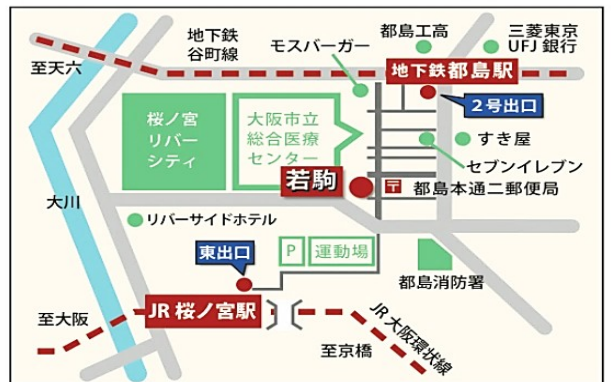 地下鉄
谷町線
至天六
モスバーガー
都島工高
三菱東京
UFJ 銀行
地下鉄都島駅
2号出口
桜ノ宮
リバー
シティ
大阪市立
総合医療
センター
すき屋
セブンイレブン
若駒
〒
都島本通二郵便局
大川
リバーサイドホテル
東出口
P
運動場
都島消防署
JR 桜ノ宮駅
至大阪
JR 大阪環状線
至京橋